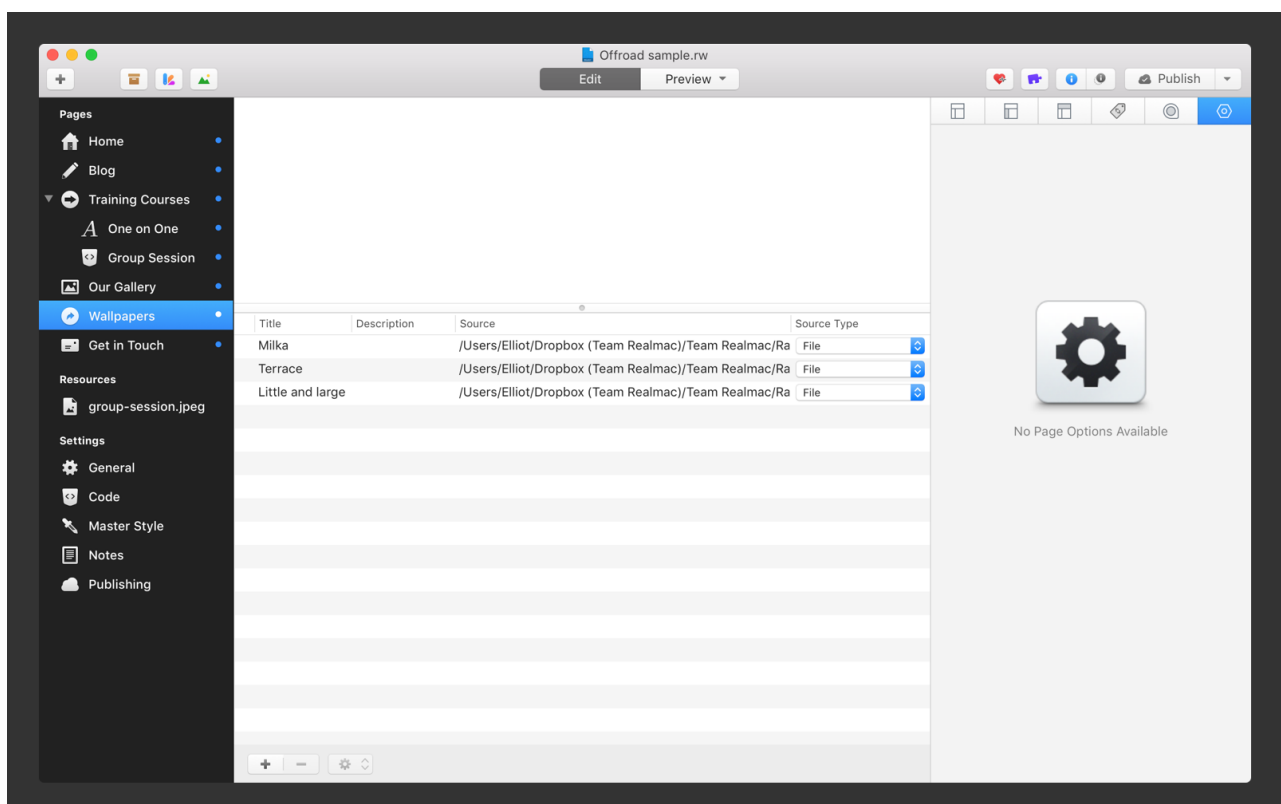 Offroad sample.rw
Edit Preview Publish
Pages
Home
Blog
Training Courses
A One on One
Group Session
Our Gallery
Wallpapers
Get in Touch
Resources
group-session.jpeg
Settings
General
Code
Master Style
Notes
Publishing
Title Description Source Source Type
Milka /Users/Elliot/Dropbox (Team Realmac)/Team Realmac/Ra File
Terrace /Users/Elliot/Dropbox (Team Realmac)/Team Realmac/Ra File
Little and large /Users/Elliot/Dropbox (Team Realmac)/Team Realmac/Ra File
No Page Options Available